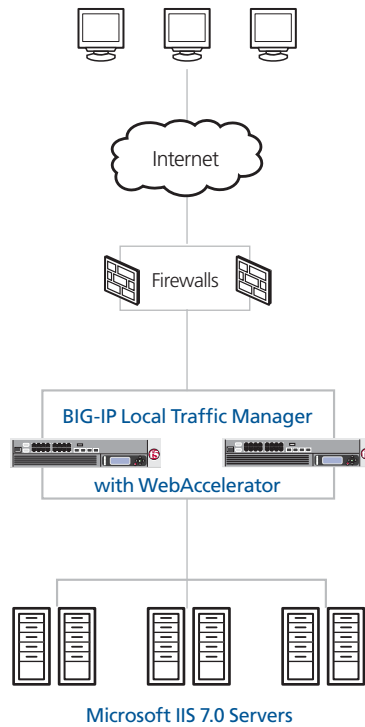 Internet
Firewalls
BIG-IP Local Traffic Manager
with WebAccelerator
Microsoft IIS 7.0 Servers